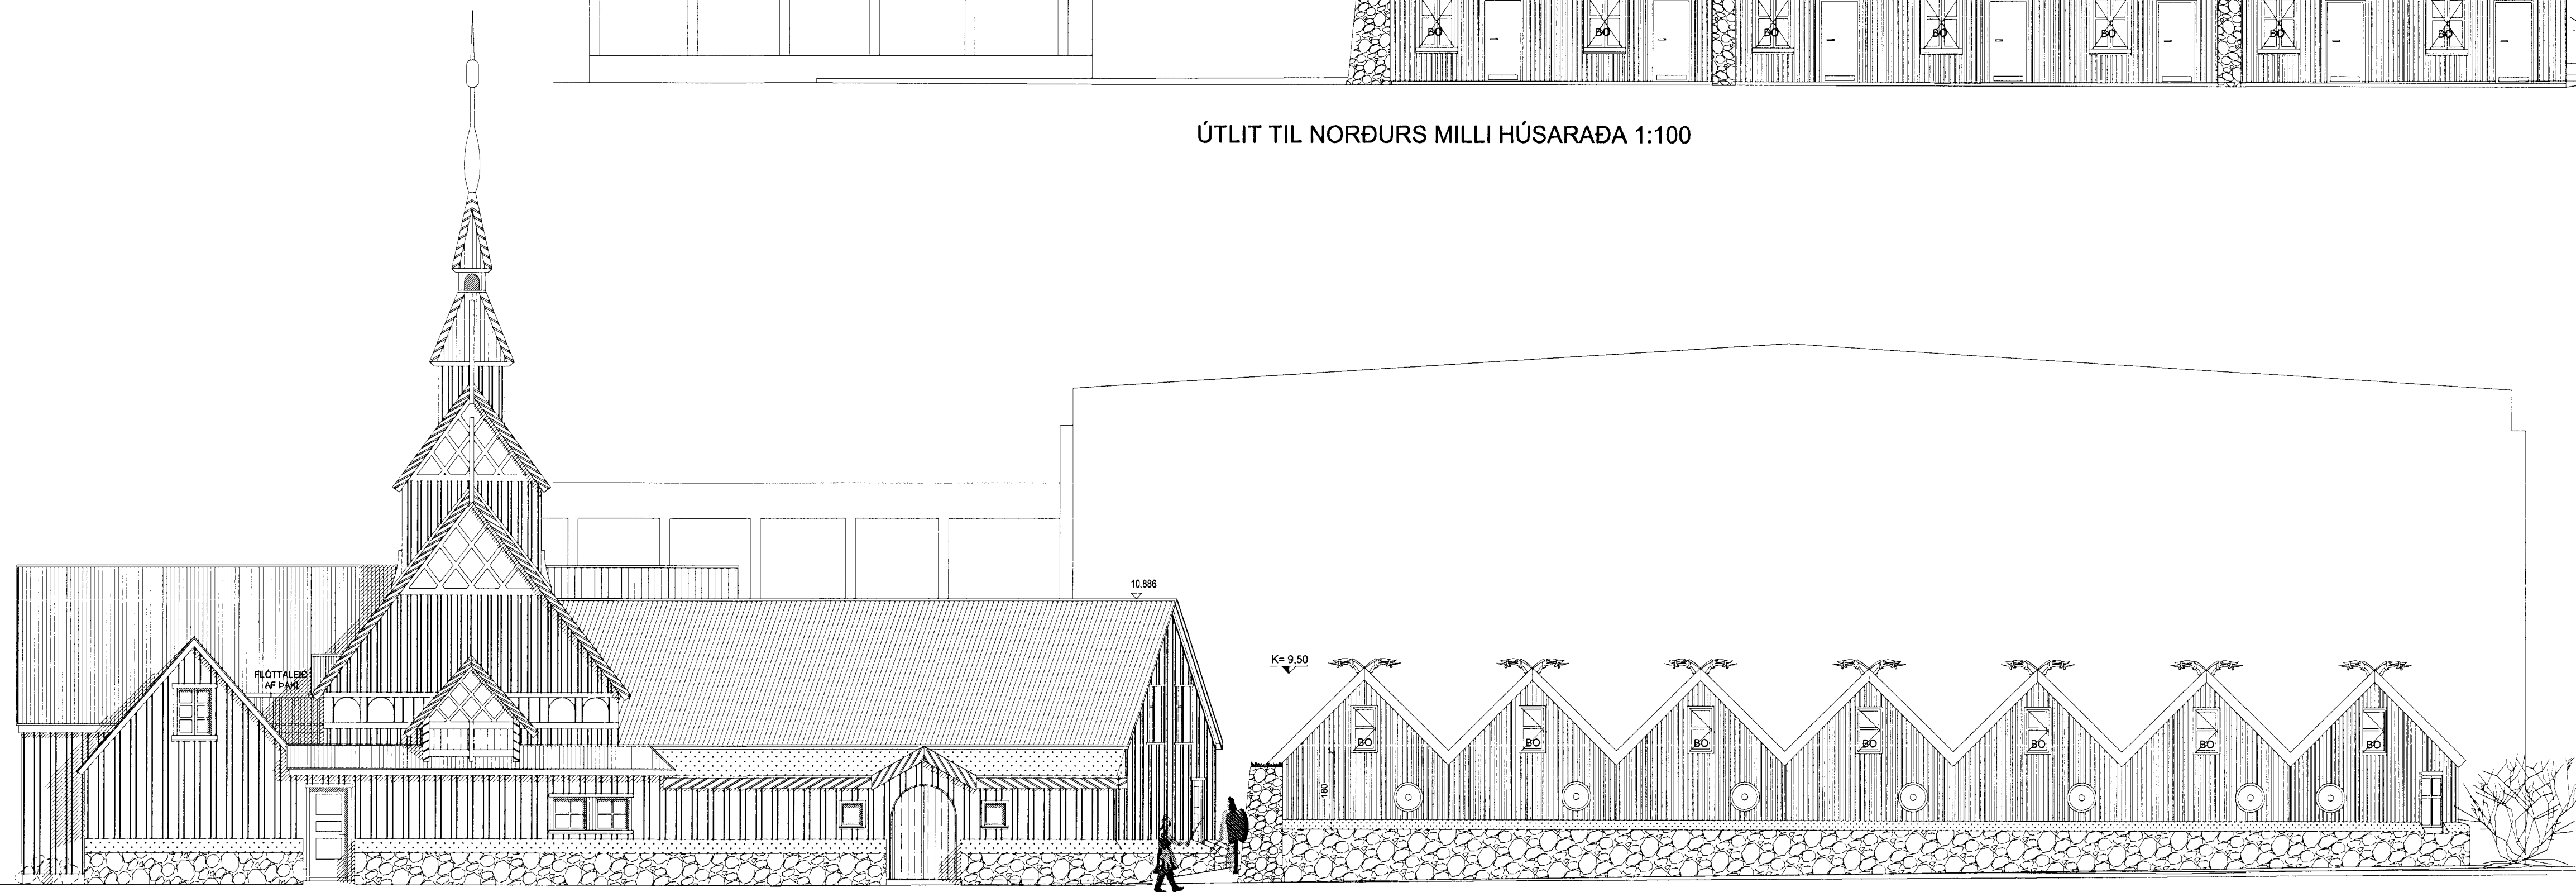 BO BO BO BO BO BO BO
ÚTLIT TIL NORÐURS MILLI HÚSARAÐA 1:100
10.886
K= 9,50
FLÓTTALEIÐ
AF ÞAKI
BO BO BO BO BO BO BO
180